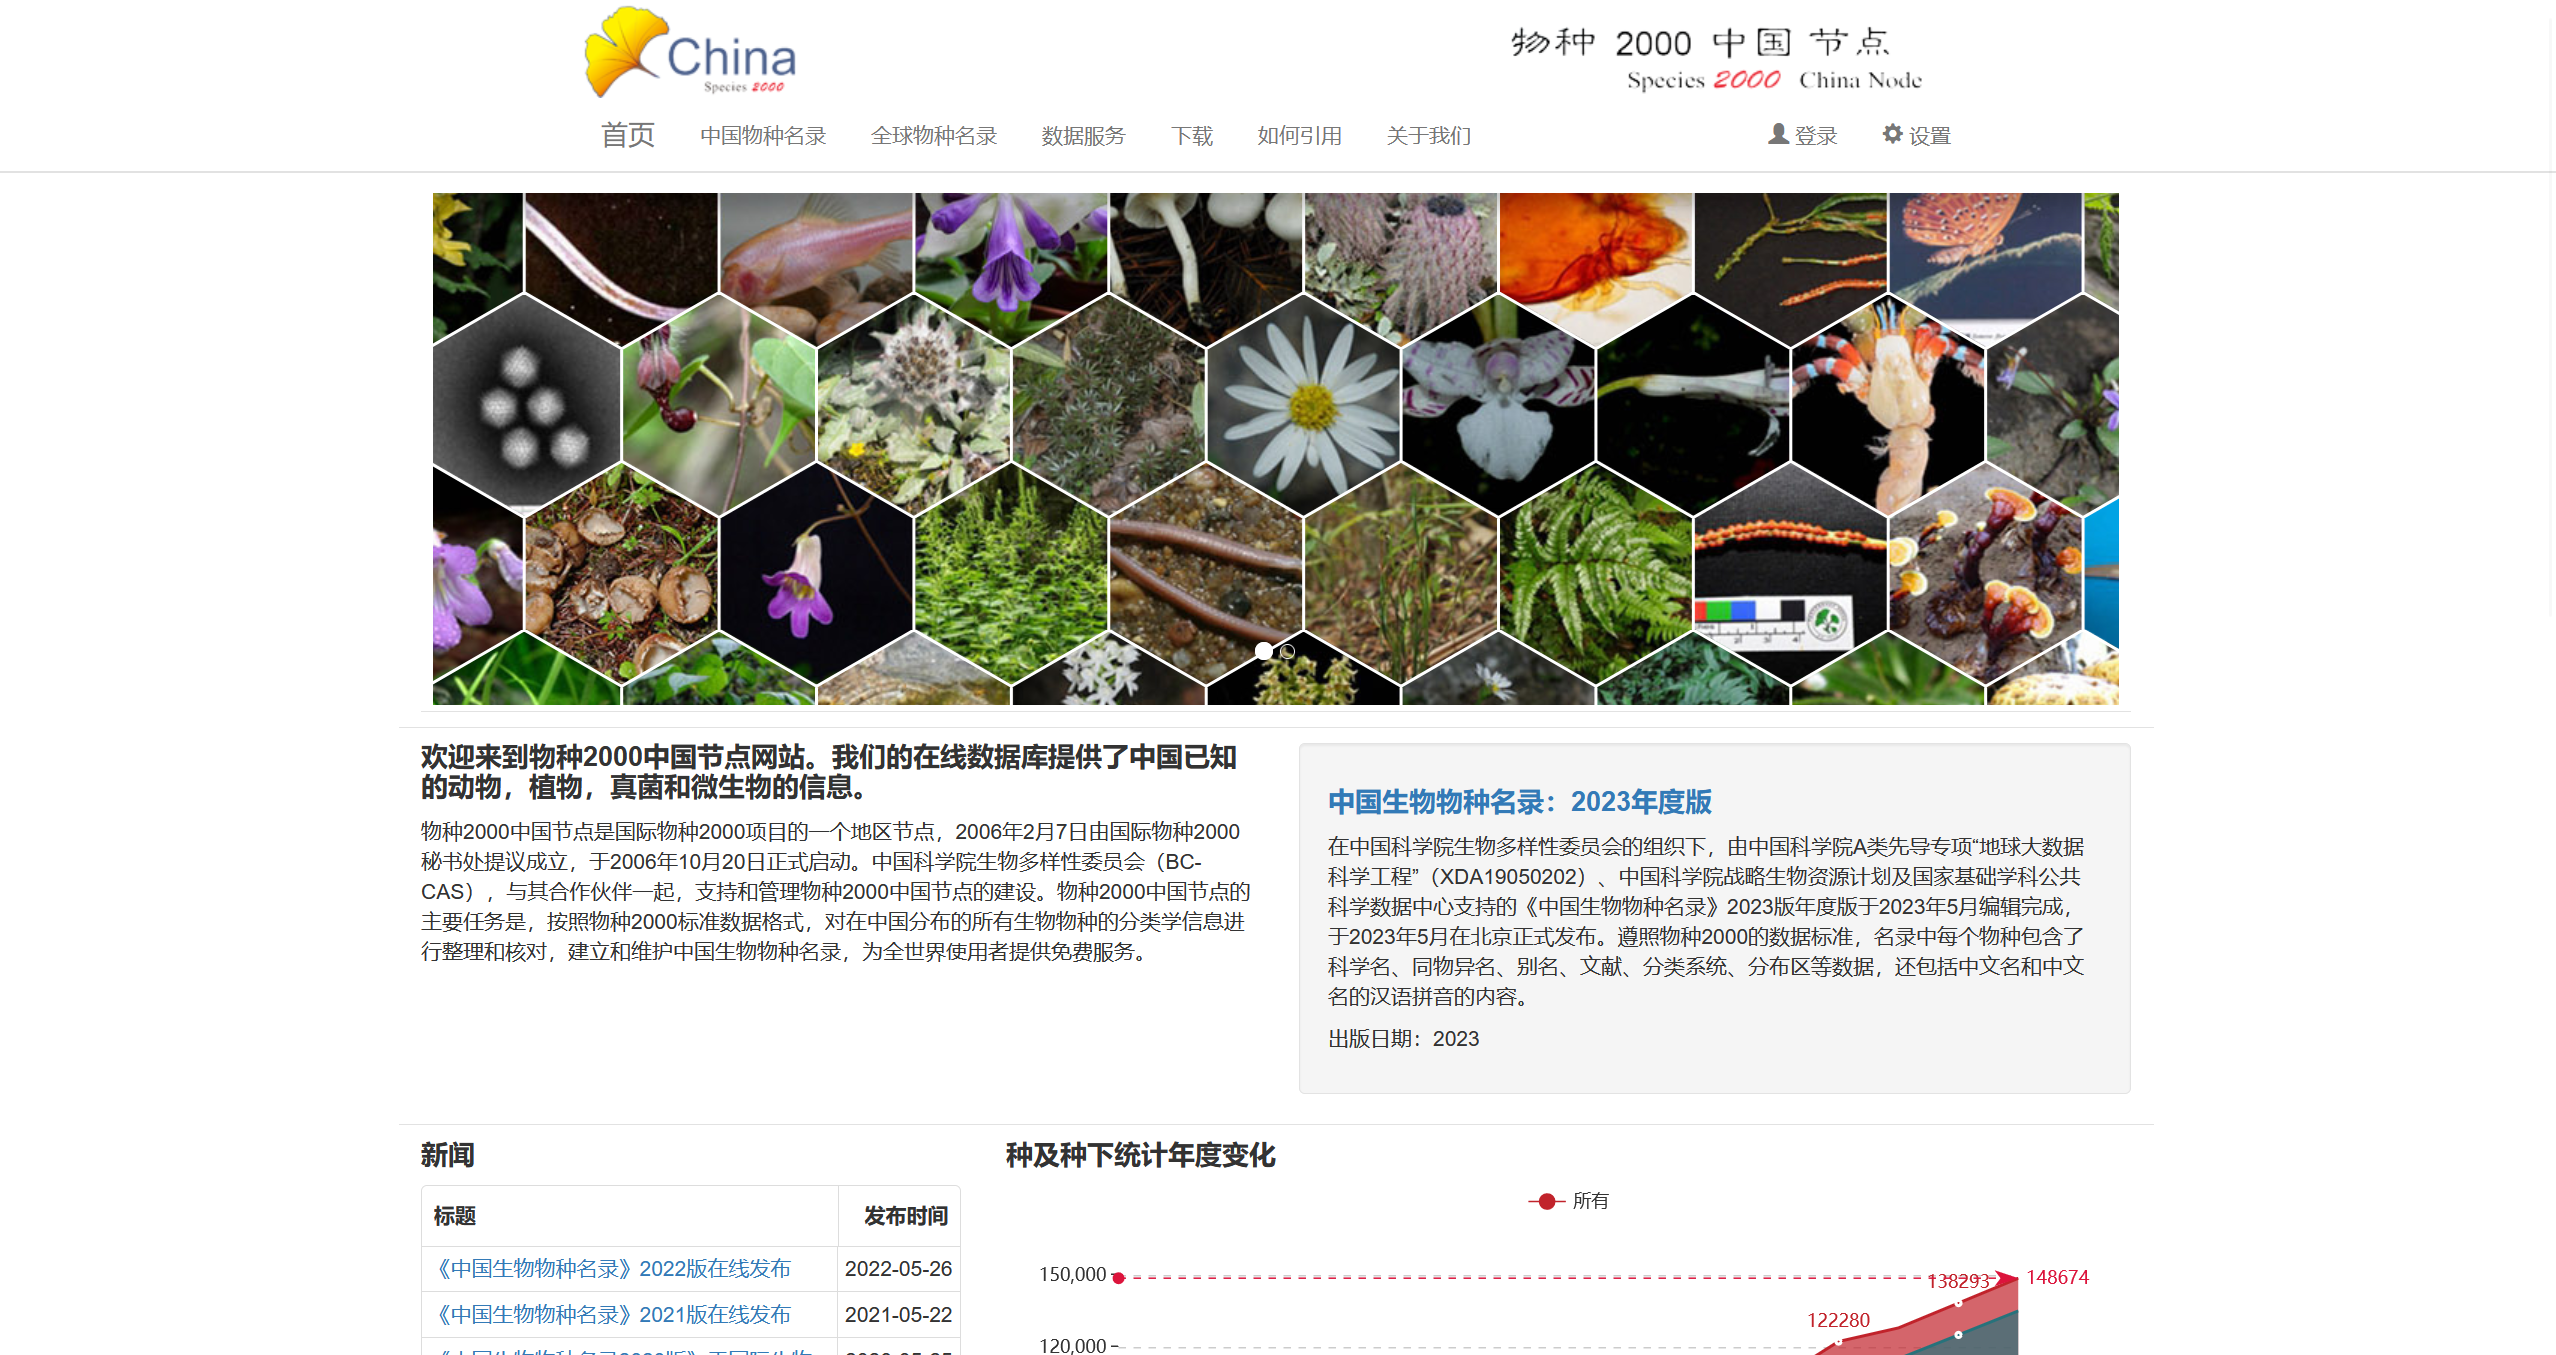 China
Species 2000
物种 2000 中国 节点
Species 2000 China Node
首页 中国物种名录 全球物种名录 数据服务 下载 如何引用 关于我们 登录 设置
欢迎来到物种2000中国节点网站。我们的在线数据库提供了中国已知
的动物，植物，真菌和微生物的信息。
物种2000中国节点是国际物种2000项目的一个地区节点，2006年2月7日由国际物种2000
秘书处提议成立，于2006年10月20日正式启动。中国科学院生物多样性委员会（BC-
CAS），与其合作伙伴一起，支持和管理物种2000中国节点的建设。物种2000中国节点的
主要任务是，按照物种2000标准数据格式，对在中国分布的所有生物物种的分类学信息进
行整理和核对，建立和维护中国生物物种名录，为全世界使用者提供免费服务。
中国生物物种名录：2023年度版
在中国科学院生物多样性委员会的组织下，由中国科学院A类先导专项“地球大数据
科学工程”（XDA19050202）、中国科学院战略生物资源计划及国家基础学科公共
科学数据中心支持的《中国生物物种名录》2023版年度版于2023年5月编辑完成，
于2023年5月在北京正式发布。遵照物种2000的数据标准，名录中每个物种包含了
科学名、同物异名、别名、文献、分类系统、分布区等数据，还包括中文名和中文
名的汉语拼音的内容。
出版日期：2023
新闻
标题 发布时间
《中国生物物种名录》2022版在线发布 2022-05-26
《中国生物物种名录》2021版在线发布 2021-05-22
种及种下统计年度变化
所有
150,000 138293 148674
122280
120,000